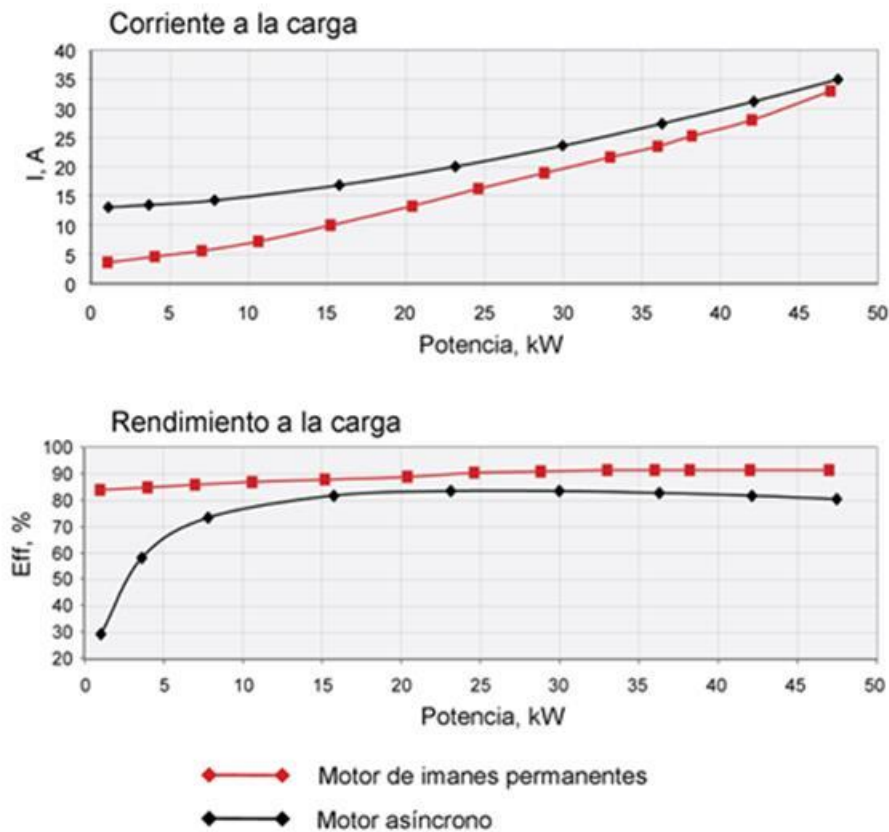 Corriente a la carga
40
35
30
25
20
15
10
5
0
I, A
0 5 10 15 20 25 30 35 40 45 50
Potencia, kW
Rendimiento a la carga
100
90
80
70
60
50
40
30
20
Eff, %
0 5 10 15 20 25 30 35 40 45 50
Potencia, kW
Motor de imanes permanentes
Motor asíncrono